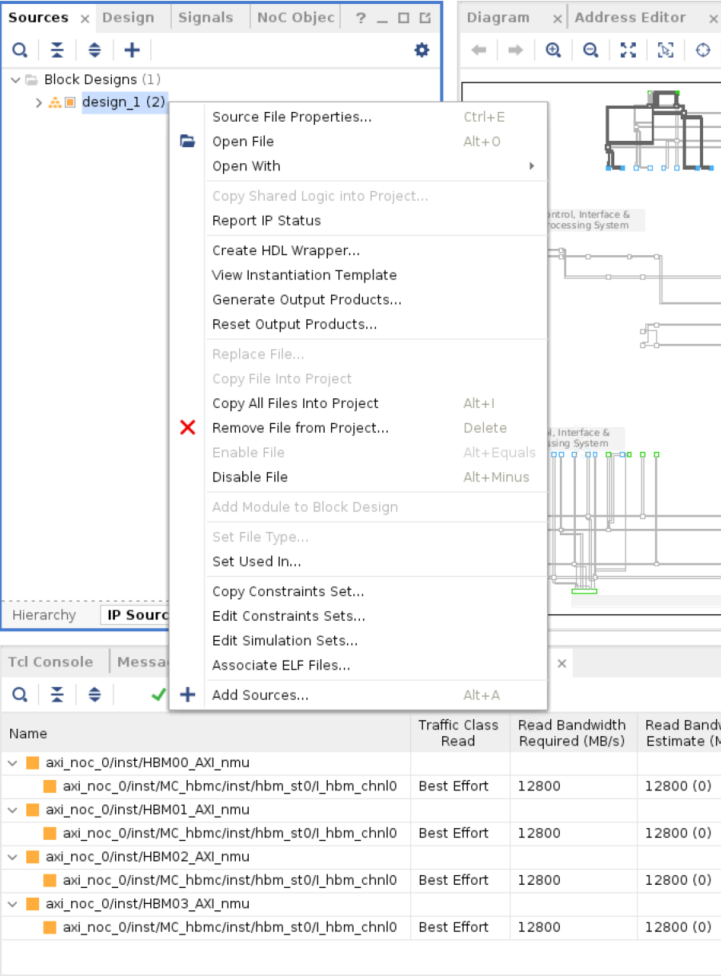 Sources × Design Signals NoC Objec ? Diagram × Address Editor ×
Block Designs (1)
design_1 (2)
Source File Properties... Ctrl+E
Open File Alt+O
Open With
Copy Shared Logic into Project...
Report IP Status
Create HDL Wrapper...
View Instantiation Template
Generate Output Products...
Reset Output Products...
Replace File...
Copy File Into Project
Copy All Files Into Project Alt+I
Remove File from Project... Delete
Enable File Alt+Equals
Disable File Alt+Minus
Add Module to Block Design
Set File Type...
Set Used In...
Copy Constraints Set...
Edit Constraints Sets...
Edit Simulation Sets...
Associate ELF Files...
Add Sources... Alt+A
ontrol, Interface &
rocessing System
l, Interface &
ssing System
Hierarchy IP Sourc
Tcl Console Messa ×
Name Traffic Class Read Read Bandwidth Required (MB/s) Read Bandw Estimate (M
axi_noc_0/inst/HBM00_AXI_nmu
axi_noc_0/inst/MC_hbmc/inst/hbm_st0/I_hbm_chnl0 Best Effort 12800 12800 (0)
axi_noc_0/inst/HBM01_AXI_nmu
axi_noc_0/inst/MC_hbmc/inst/hbm_st0/I_hbm_chnl0 Best Effort 12800 12800 (0)
axi_noc_0/inst/HBM02_AXI_nmu
axi_noc_0/inst/MC_hbmc/inst/hbm_st0/I_hbm_chnl0 Best Effort 12800 12800 (0)
axi_noc_0/inst/HBM03_AXI_nmu
axi_noc_0/inst/MC_hbmc/inst/hbm_st0/I_hbm_chnl0 Best Effort 12800 12800 (0)